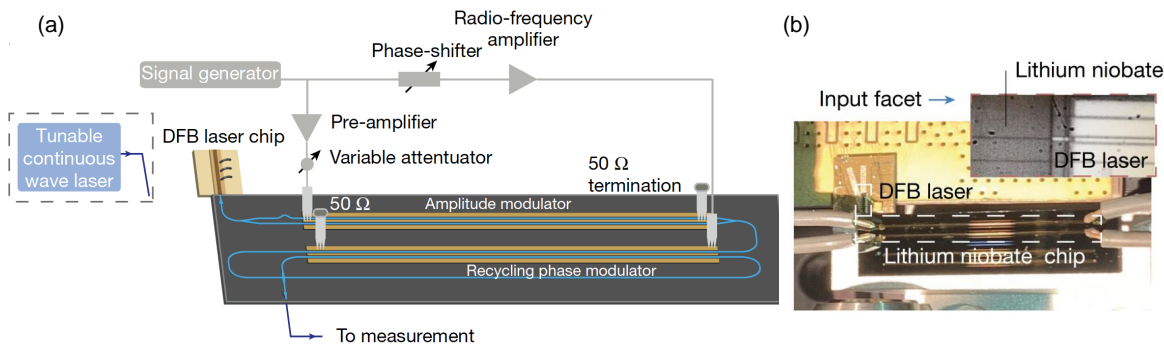 (a)
Radio-frequency
amplifier
Phase-shifter
Signal generator
Pre-amplifier
Tunable
continuous
wave laser
DFB laser chip
Variable attentuator
50 Ω
termination
50 Ω
Amplitude modulator
Recycling phase modulator
To measurement
(b)
Lithium niobate
Input facet
DFB laser
DFB laser
Lithium niobate chip